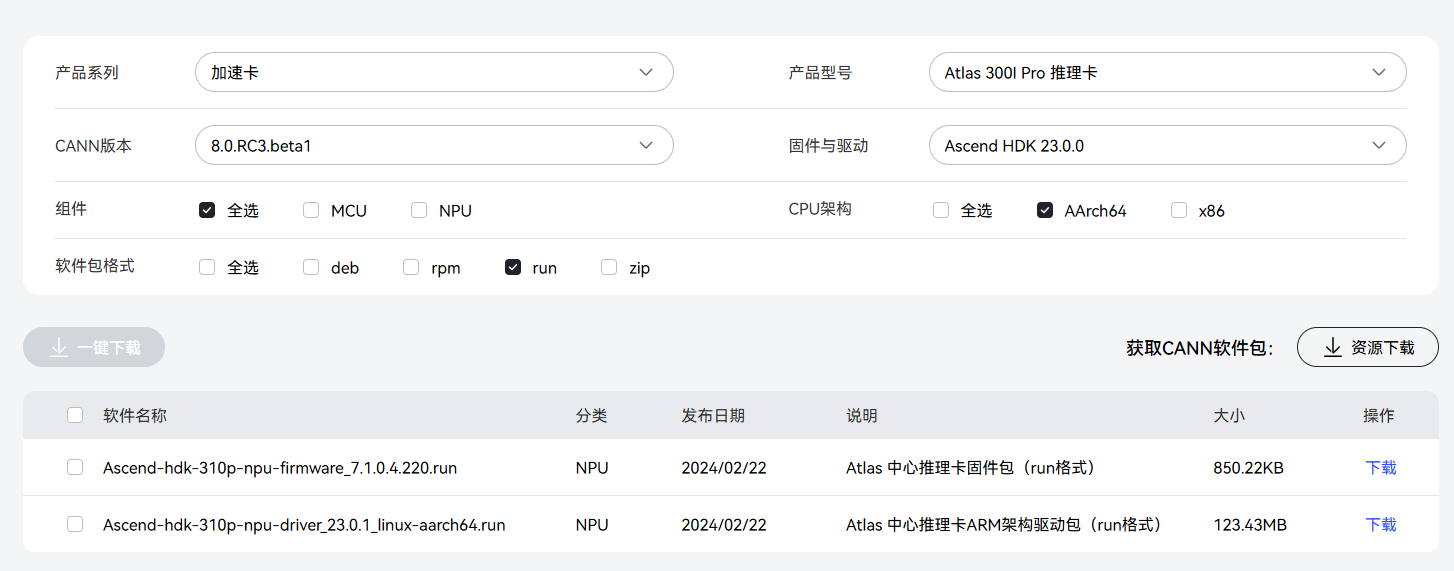 产品系列 加速卡 产品型号 Atlas 300I Pro 推理卡
CANN版本 8.0.RC3.beta1 固件与驱动 Ascend HDK 23.0.0
组件 全选 MCU NPU CPU架构 全选 AArch64 x86
软件包格式 全选 deb rpm run zip
一键下载 获取CANN软件包: 资源下载
软件名称 分类 发布日期 说明 大小 操作
Ascend-hdk-310p-npu-firmware_7.1.0.4.220.run NPU 2024/02/22 Atlas 中心推理卡固件包（run格式） 850.22KB 下载
Ascend-hdk-310p-npu-driver_23.0.1_linux-aarch64.run NPU 2024/02/22 Atlas 中心推理卡ARM架构驱动包（run格式） 123.43MB 下载